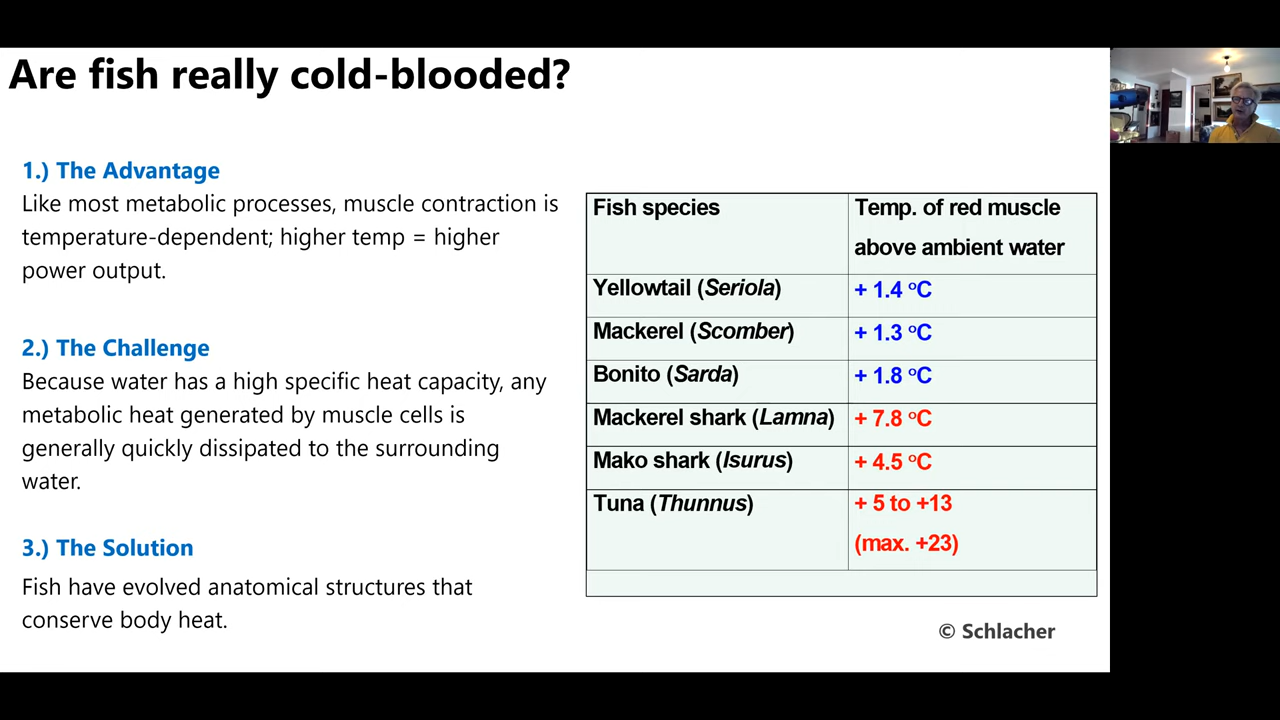 Are fish really cold-blooded?
1.) The Advantage
Like most metabolic processes, muscle contraction is
temperature-dependent; higher temp = higher
power output.
2.) The Challenge
Because water has a high specific heat capacity, any
metabolic heat generated by muscle cells is
generally quickly dissipated to the surrounding
water.
3.) The Solution
Fish have evolved anatomical structures that
conserve body heat.
Fish species
Temp. of red muscle
above ambient water
Yellowtail (Seriola)
+ 1.4 °C
Mackerel (Scomber)
+ 1.3 °C
Bonito (Sarda)
+ 1.8 °C
Mackerel shark (Lamna)
+ 7.8 °C
Mako shark (Isurus)
+ 4.5 °C
Tuna (Thunnus)
+ 5 to +13
(max. +23)
© Schlacher